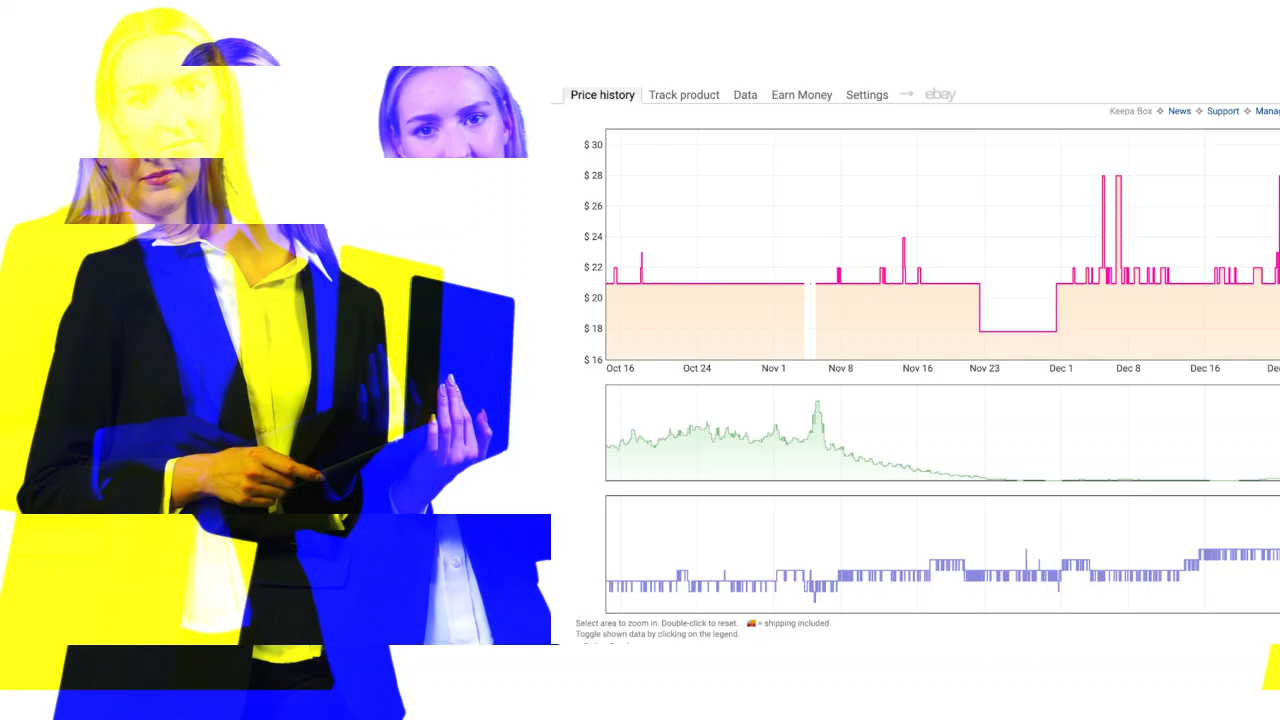 Price history Track product Data Earn Money Settings → ebay
Keepa Box ❖ News ❖ Support ❖ Manag
$ 30
$ 28
$ 26
$ 24
$ 22
$ 20
$ 18
$ 16
Oct 16 Oct 24 Nov 1 Nov 8 Nov 16 Nov 23 Dec 1 Dec 8 Dec 16 De
Select area to zoom in. Double-click to reset. = shipping included
Toggle shown data by clicking on the legend.